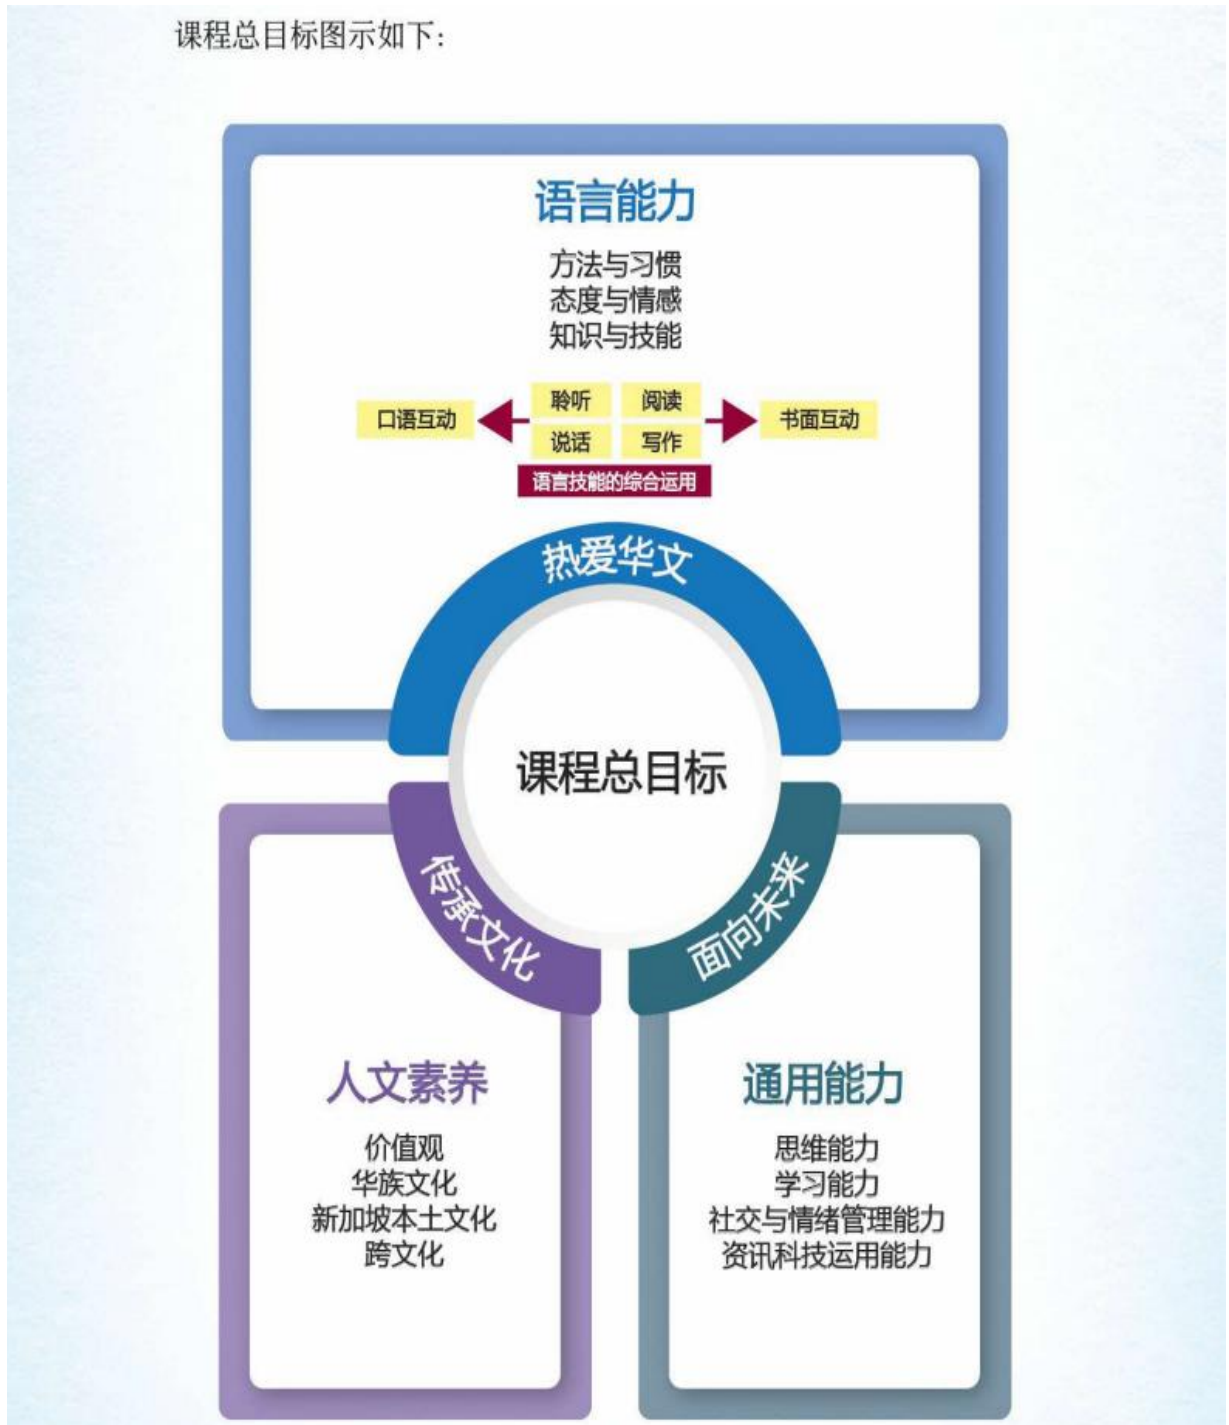 课程总目标图示如下：
语言能力
方法与习惯
态度与情感
知识与技能
口语互动
聆听 阅读
说话 写作
书面互动
语言技能的综合运用
热爱华文
课程总目标
传承文化
面向未来
人文素养
价值观
华族文化
新加坡本土文化
跨文化
通用能力
思维能力
学习能力
社交与情绪管理能力
资讯科技运用能力